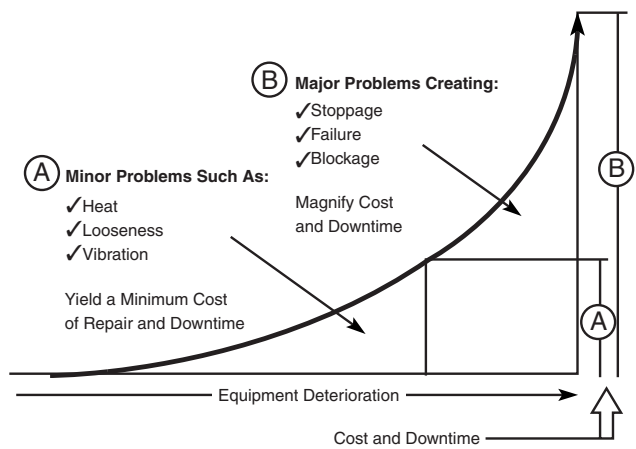 B Major Problems Creating:
✓Stoppage
✓Failure
✓Blockage
Magnify Cost
and Downtime
A Minor Problems Such As:
✓Heat
✓Looseness
✓Vibration
Yield a Minimum Cost
of Repair and Downtime
B
A
Equipment Deterioration
Cost and Downtime